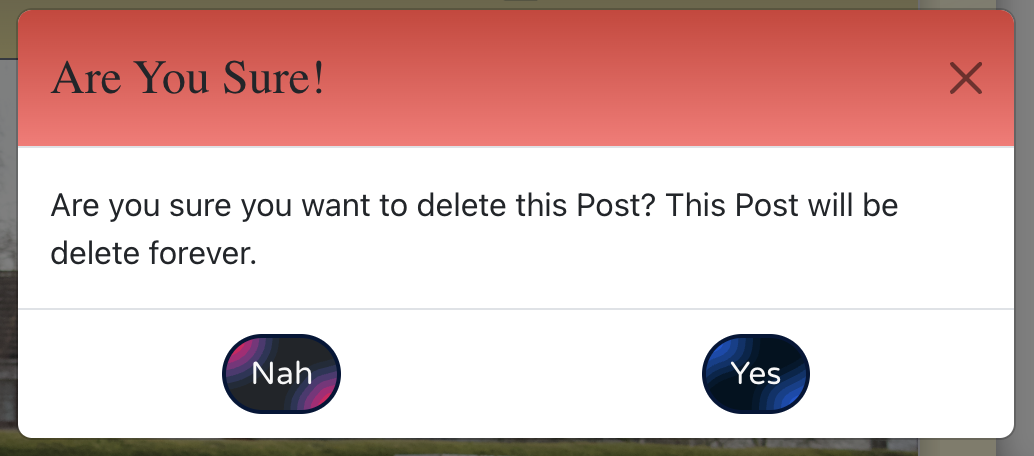 Are You Sure!
Are you sure you want to delete this Post? This Post will be
delete forever.
Nah
Yes